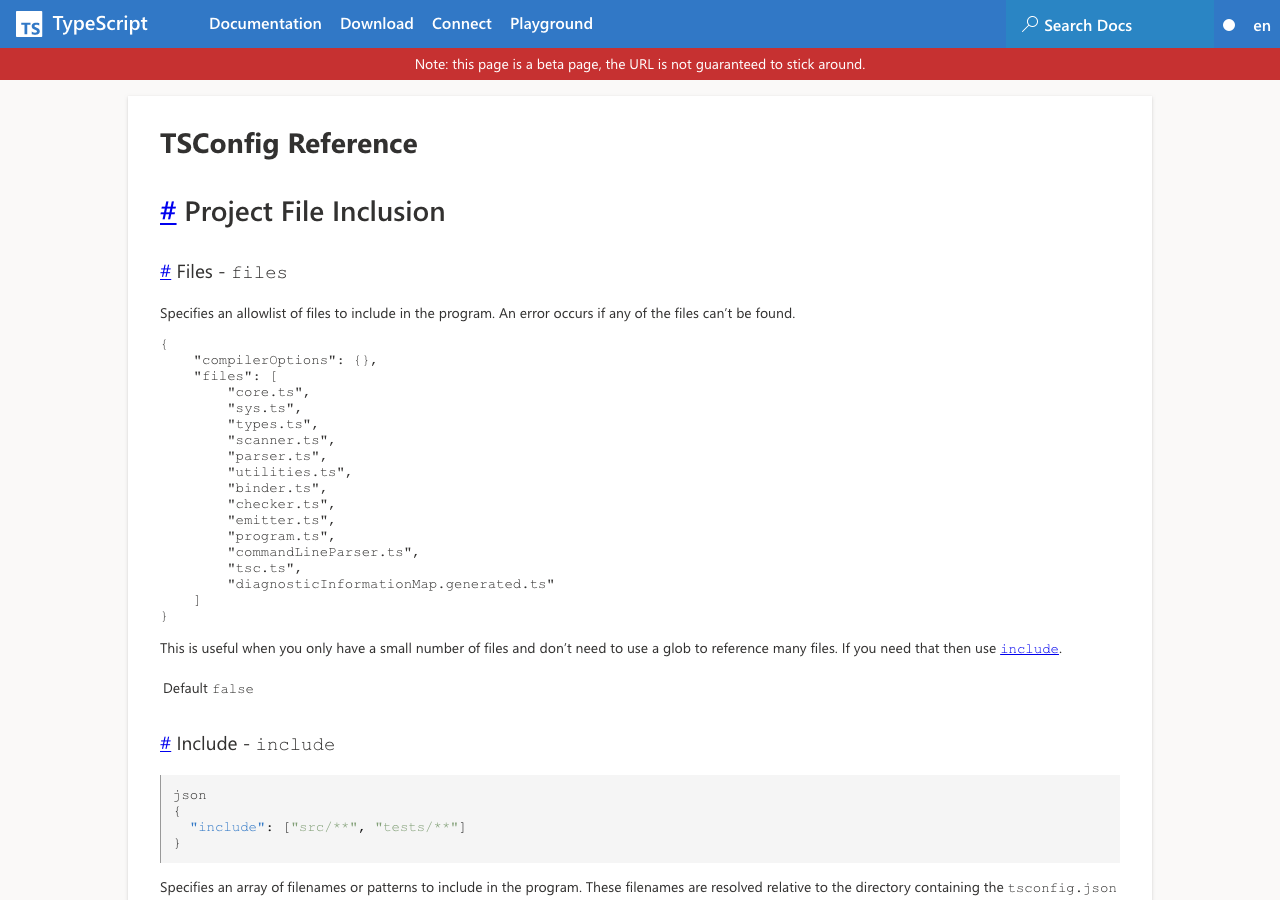 TS TypeScript Documentation Download Connect Playground Search Docs en
Note: this page is a beta page, the URL is not guaranteed to stick around.
TSConfig Reference
# Project File Inclusion
# Files - files
Specifies an allowlist of files to include in the program. An error occurs if any of the files can’t be found.
{
    "compilerOptions": {},
    "files": [
        "core.ts",
        "sys.ts",
        "types.ts",
        "scanner.ts",
        "parser.ts",
        "utilities.ts",
        "binder.ts",
        "checker.ts",
        "emitter.ts",
        "program.ts",
        "commandLineParser.ts",
        "tsc.ts",
        "diagnosticInformationMap.generated.ts"
    ]
}
This is useful when you only have a small number of files and don’t need to use a glob to reference many files. If you need that then use include.
Default false
# Include - include
json
{
  "include": ["src/**", "tests/**"]
}
Specifies an array of filenames or patterns to include in the program. These filenames are resolved relative to the directory containing the tsconfig.json